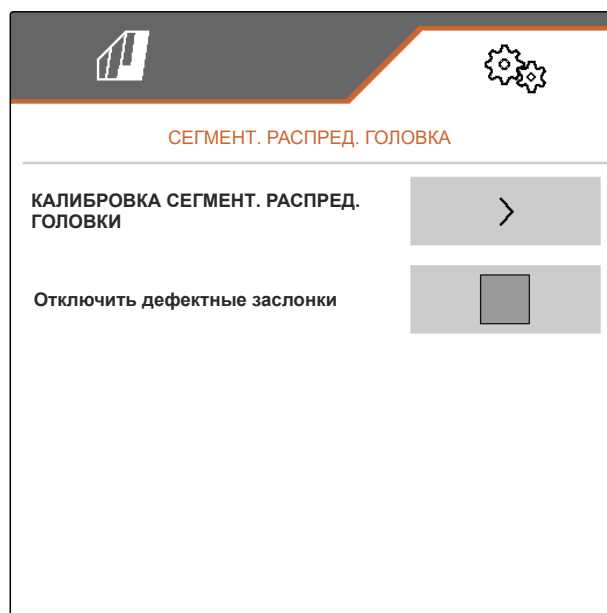 СЕГМЕНТ. РАСПРЕД. ГОЛОВКА
КАЛИБРОВКА СЕГМЕНТ. РАСПРЕД.
ГОЛОВКИ
Отключить дефектные заслонки